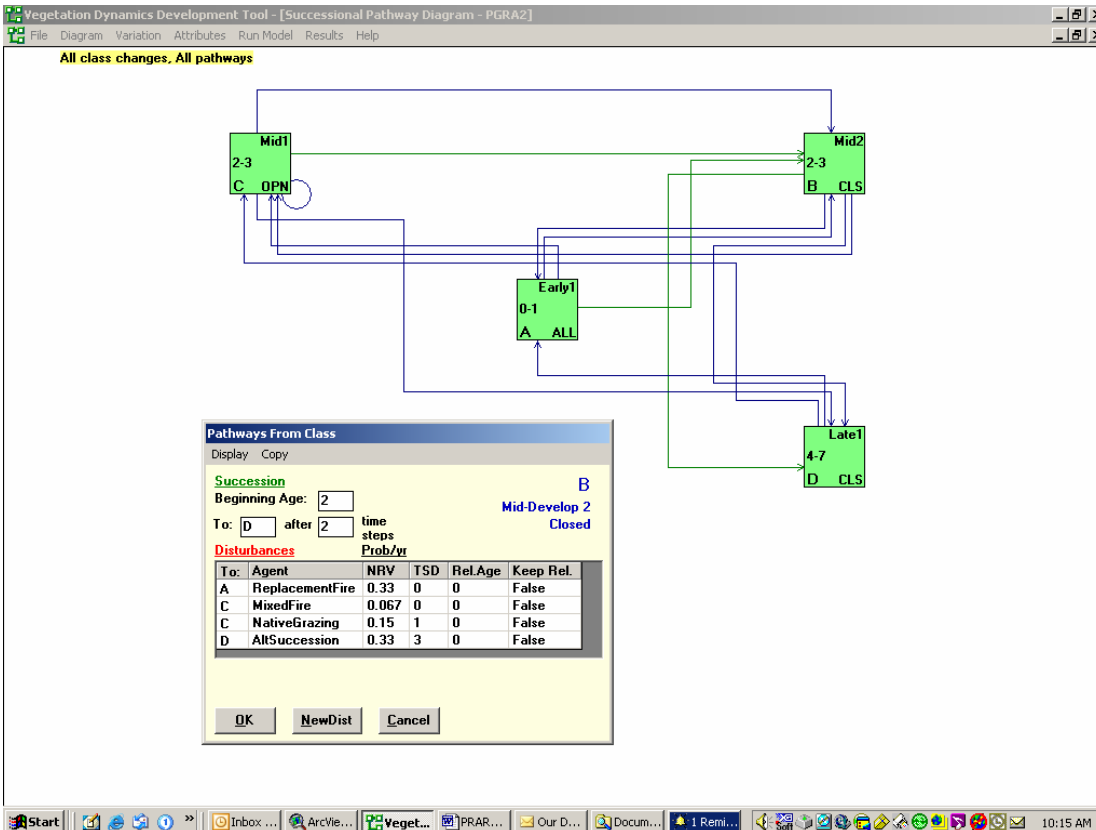 Vegetation Dynamics Development Tool - [Successional Pathway Diagram - PGRA2]
File Diagram Variation Attributes Run Model Results Help
All class changes, All pathways
Mid1
2-3
C OPN
Mid2
2-3
B CLS
Early1
0-1
A ALL
Late1
4-7
D CLS
Pathways From Class
Display Copy
Succession
B
Beginning Age: 2
Mid-Develop 2
To: D after 2 time steps
Closed
Disturbances Prob/yr
To: Agent NRV TSD Rel.Age Keep Rel.
A ReplacementFire 0.33 0 0 False
C MixedFire 0.067 0 0 False
C NativeGrazing 0.15 1 0 False
D AltSuccession 0.33 3 0 False
OK NewDist Cancel
Start » Inbox ... ArcVie... Veget... PRAR... Our D... Docum... 1 Remi... 10:15 AM